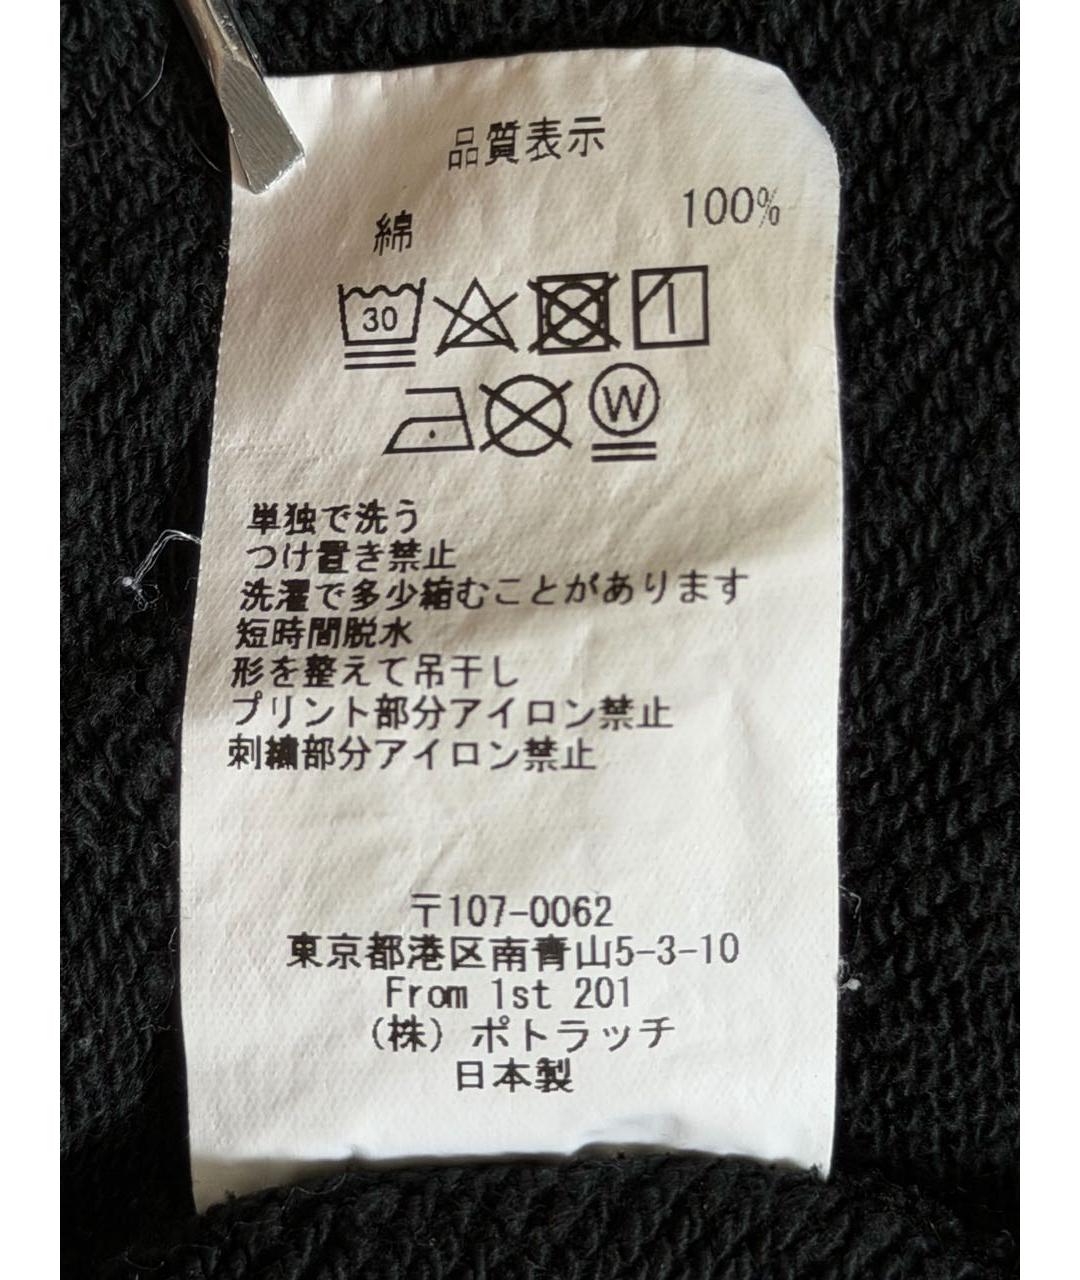 品質表示
綿 100%
30
W
単独で洗う
つけ置き禁止
洗濯で多少縮むことがあります
短時間脱水
形を整えて吊干し
プリント部分アイロン禁止
刺繍部分アイロン禁止
〒107-0062
東京都港区南青山5-3-10
From 1st 201
（株）ポトラッチ
日本製